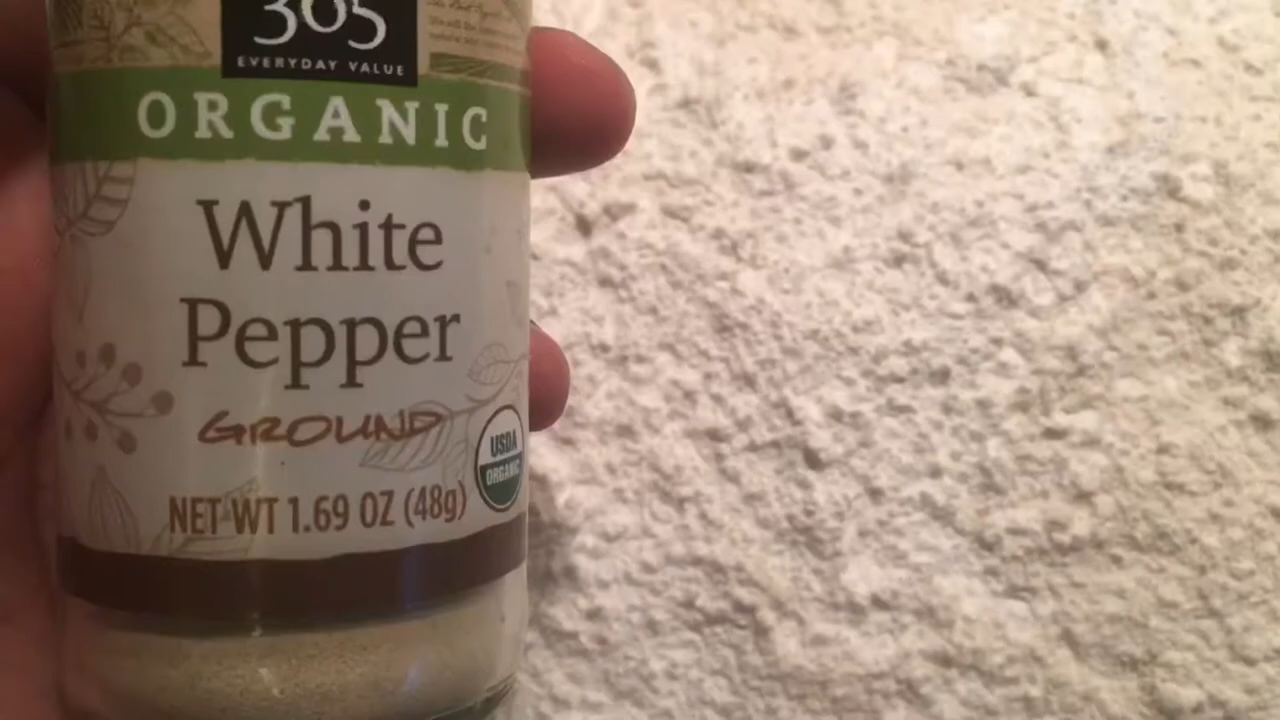 365
EVERYDAY VALUE
ORGANIC
White
Pepper
GROUND
USDA
ORGANIC
NET WT 1.69 OZ (48g)